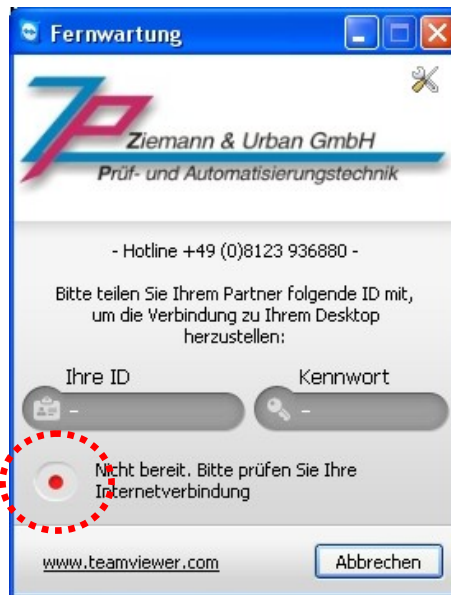 Fernwartung
Ziemann & Urban GmbH
Prüf- und Automatisierungstechnik
- Hotline +49 (0)8123 936880 -
Bitte teilen Sie Ihrem Partner folgende ID mit,
um die Verbindung zu Ihrem Desktop
herzustellen:
Ihre ID Kennwort
- -
Nicht bereit. Bitte prüfen Sie Ihre
Internetverbindung
www.teamviewer.com Abbrechen